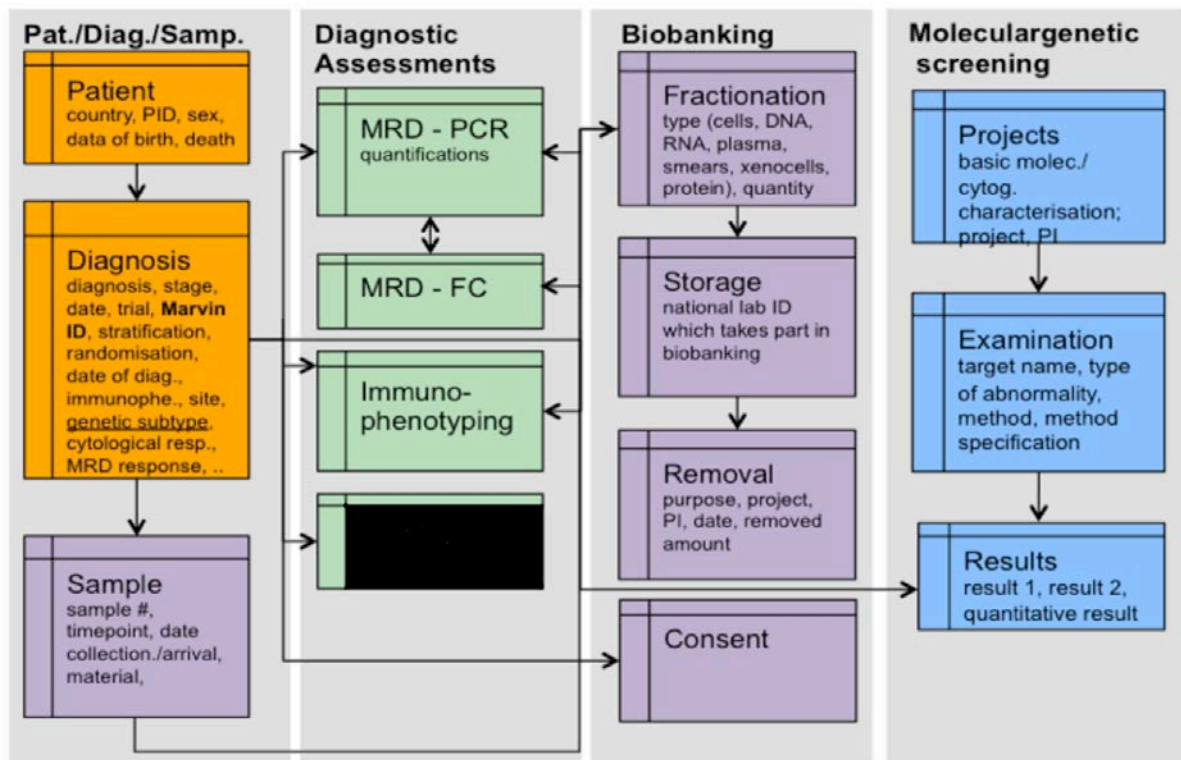 Pat./Diag./Samp.
Patient
country, PID, sex,
data of birth, death
Diagnosis
diagnosis, stage,
date, trial, Marvin
ID, stratification,
randomisation,
date of diag.,
immunophe., site,
genetic subtype,
cytological resp.,
MRD response, ..
Sample
sample #,
timepoint, date
collection./arrival,
material,
Diagnostic
Assessments
MRD - PCR
quantifications
MRD - FC
Immuno-
phenotyping
Biobanking
Fractionation
type (cells, DNA,
RNA, plasma,
smears, xenocells,
protein), quantity
Storage
national lab ID
which takes part in
biobanking
Removal
purpose, project,
PI, date, removed
amount
Consent
Moleculargenetic
screening
Projects
basic molec./
cytog.
characterisation;
project, PI
Examination
target name, type
of abnormality,
method, method
specification
Results
result 1, result 2,
quantitative result